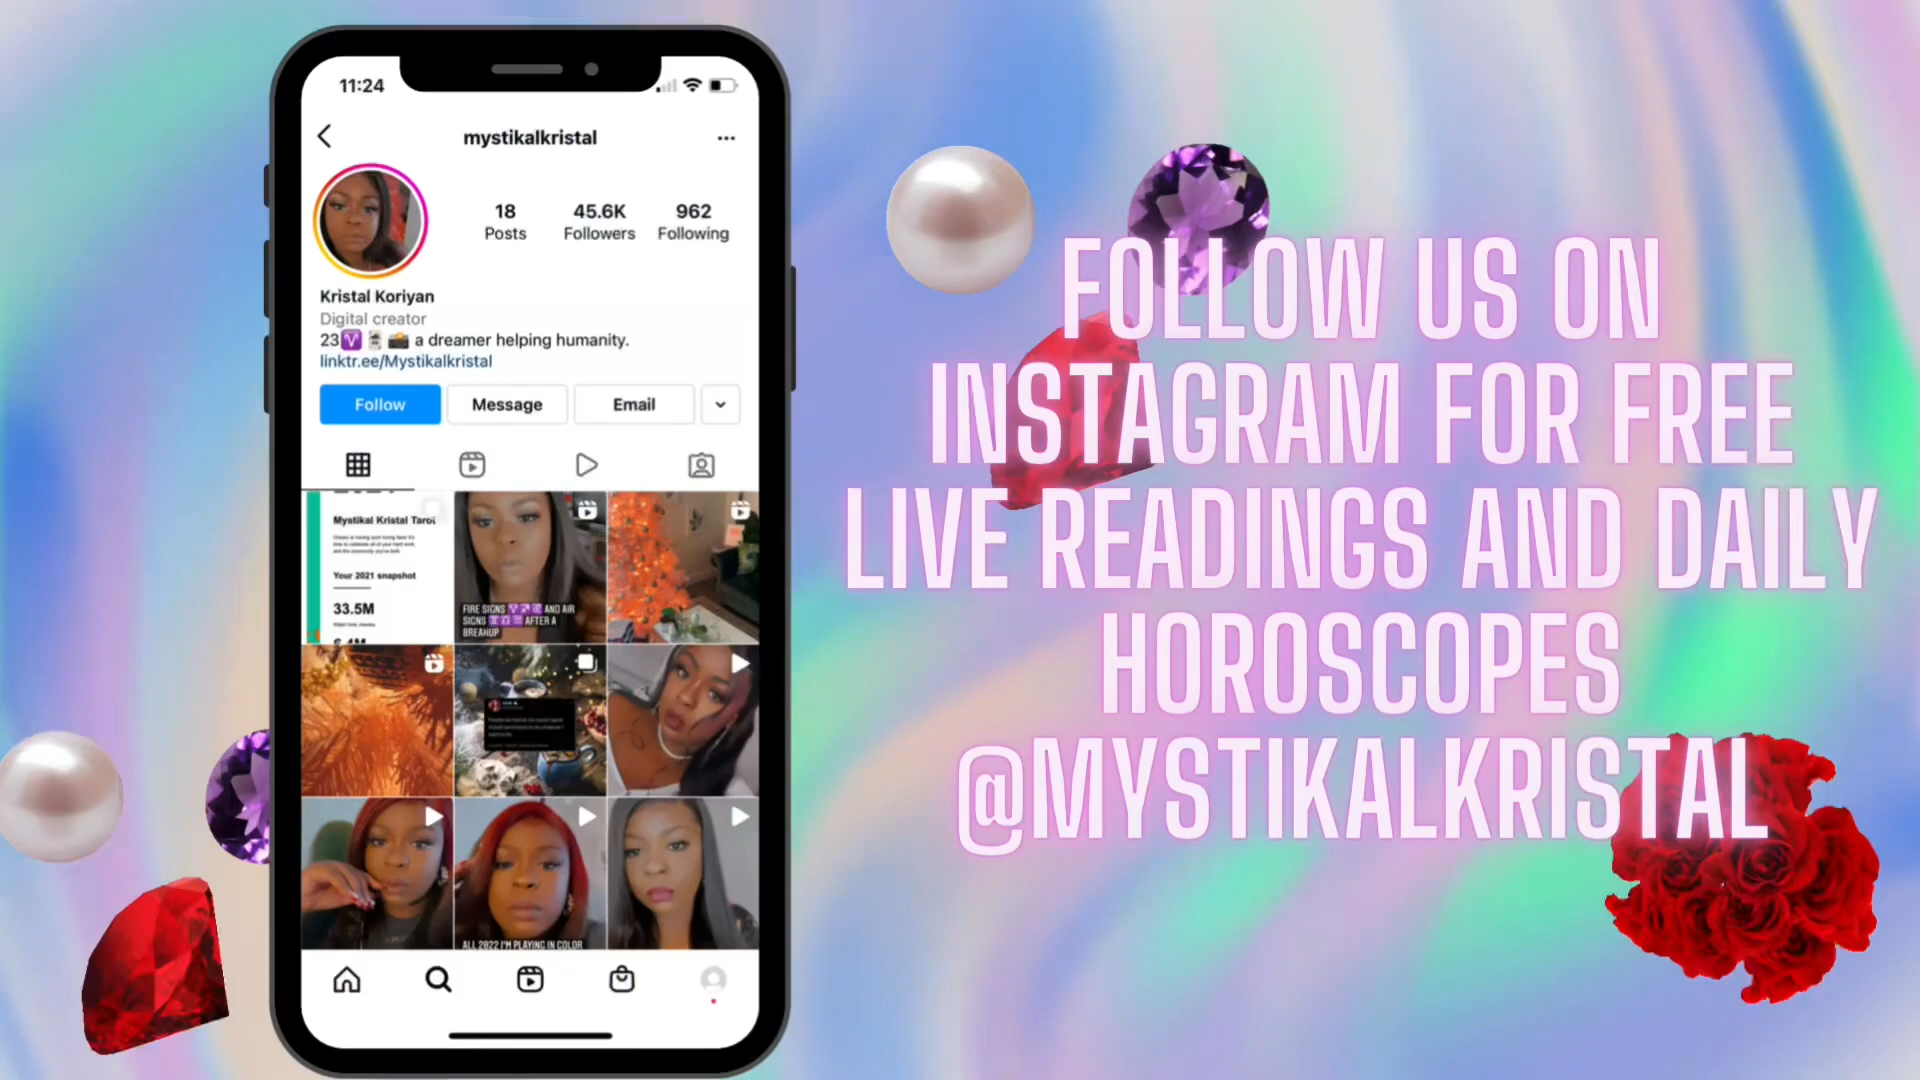 11:24
mystikalkristal
18
Posts
45.6K
Followers
962
Following
Kristal Koriyan
Digital creator
23♈🃏📸 a dreamer helping humanity.
linktr.ee/Mystikalkristal
Follow
Message
Email
Mystikal Kristal Tarot
Your 2021 snapshot
33.5M
6.4M
FIRE SIGNS ♈♐♌ AND AIR
SIGNS ♊♎♒ AFTER A
BREAKUP
ALL 2022 I'M PLAYING IN COLOR
FOLLOW US ON
INSTAGRAM FOR FREE
LIVE READINGS AND DAILY
HOROSCOPES
@MYSTIKALKRISTAL